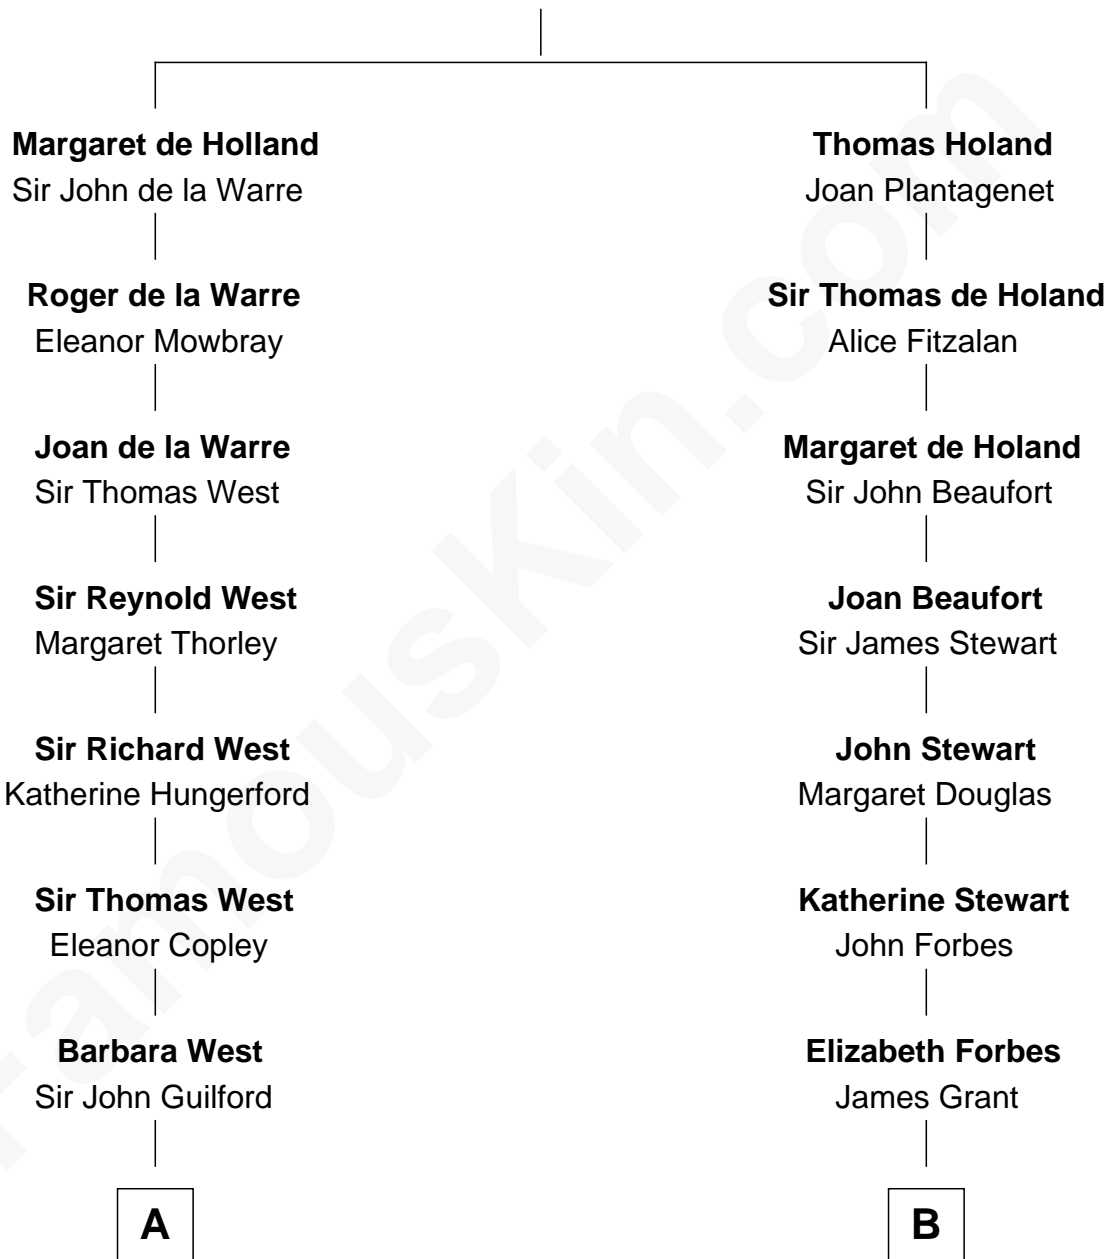 Margaret de Holland
Sir John de la Warre
Roger de la Warre
Eleanor Mowbray
Joan de la Warre
Sir Thomas West
Sir Reynold West
Margaret Thorley
Sir Richard West
Katherine Hungerford
Sir Thomas West
Eleanor Copley
Barbara West
Sir John Guilford
A
Thomas Holand
Joan Plantagenet
Sir Thomas de Holand
Alice Fitzalan
Margaret de Holand
Sir John Beaufort
Joan Beaufort
Sir James Stewart
John Stewart
Margaret Douglas
Katherine Stewart
John Forbes
Elizabeth Forbes
James Grant
B
FamousKin.com